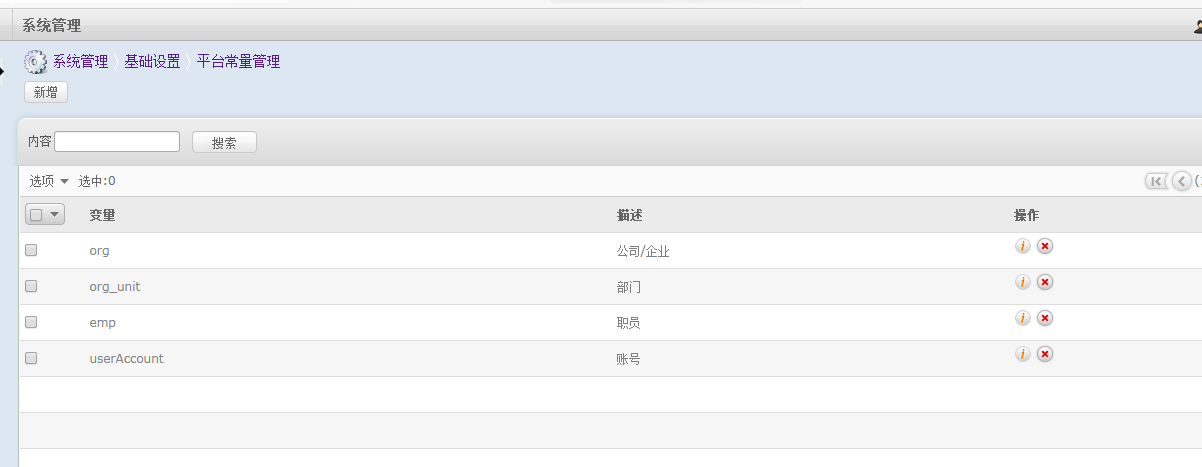 系统管理
系统管理 基础设置 平台常量管理
新增
内容 搜索
选项 选中:0
变量 描述 操作
org 公司/企业
org_unit 部门
emp 职员
userAccount 账号